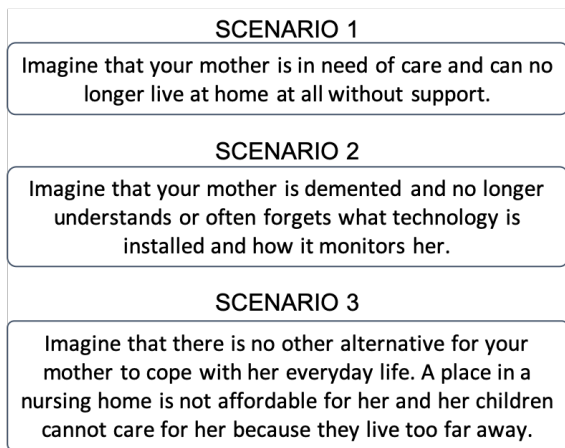 SCENARIO 1
Imagine that your mother is in need of care and can no
longer live at home at all without support.
SCENARIO 2
Imagine that your mother is demented and no longer
understands or often forgets what technology is
installed and how it monitors her.
SCENARIO 3
Imagine that there is no other alternative for your
mother to cope with her everyday life. A place in a
nursing home is not affordable for her and her children
cannot care for her because they live too far away.